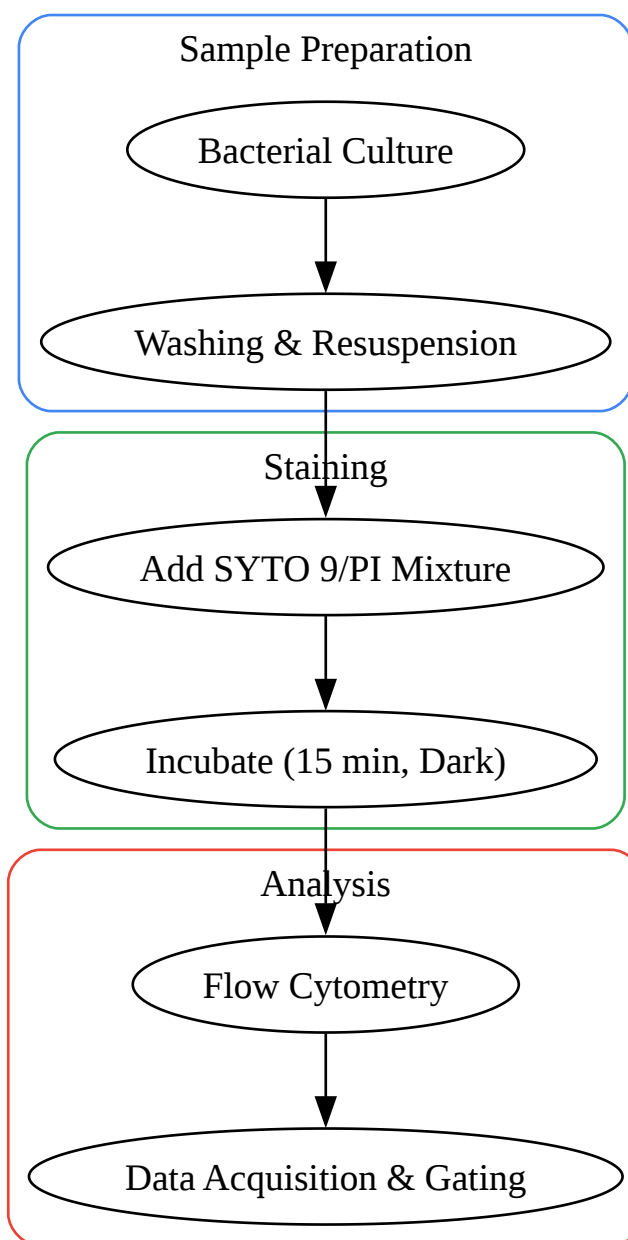 Sample Preparation
Bacterial Culture
Washing & Resuspension
Staining
Add SYTO 9/PI Mixture
Incubate (15 min, Dark)
Analysis
Flow Cytometry
Data Acquisition & Gating